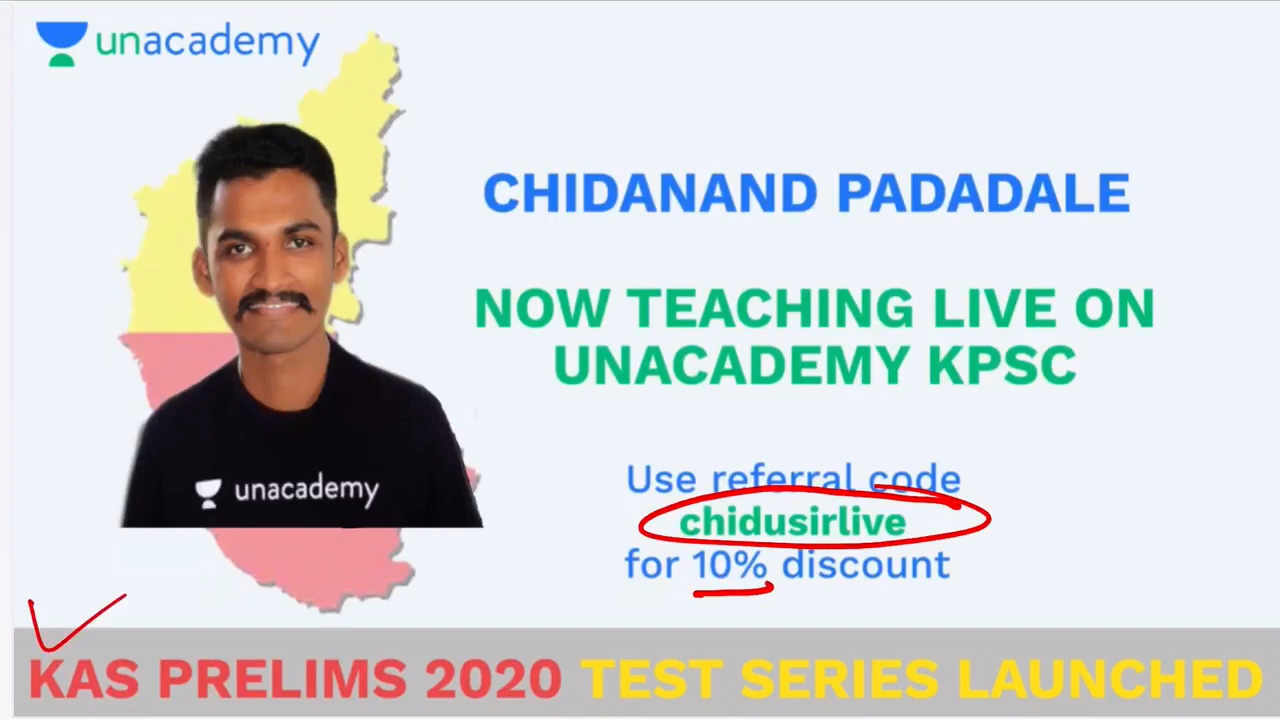 unacademy
CHIDANAND PADADALE
NOW TEACHING LIVE ON
UNACADEMY KPSC
Use referral code
chidusirlive
for 10% discount
unacademy
KAS PRELIMS 2020 TEST SERIES LAUNCHED